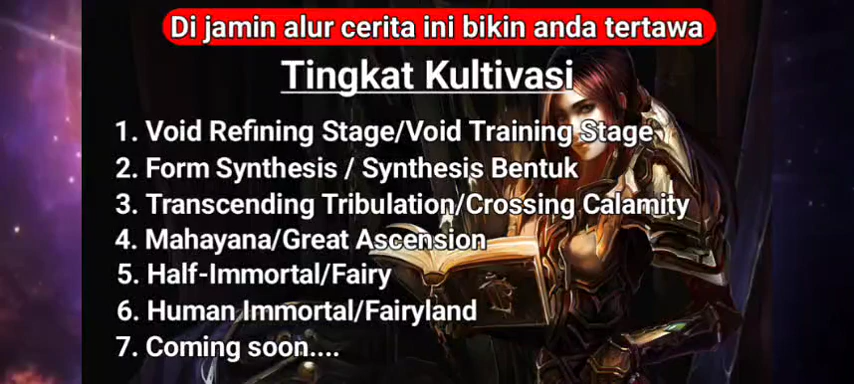 Di jamin alur cerita ini bikin anda tertawa
Tingkat Kultivasi
1. Void Refining Stage/Void Training Stage
2. Form Synthesis / Synthesis Bentuk
3. Transcending Tribulation/Crossing Calamity
4. Mahayana/Great Ascension
5. Half-Immortal/Fairy
6. Human Immortal/Fairyland
7. Coming soon....